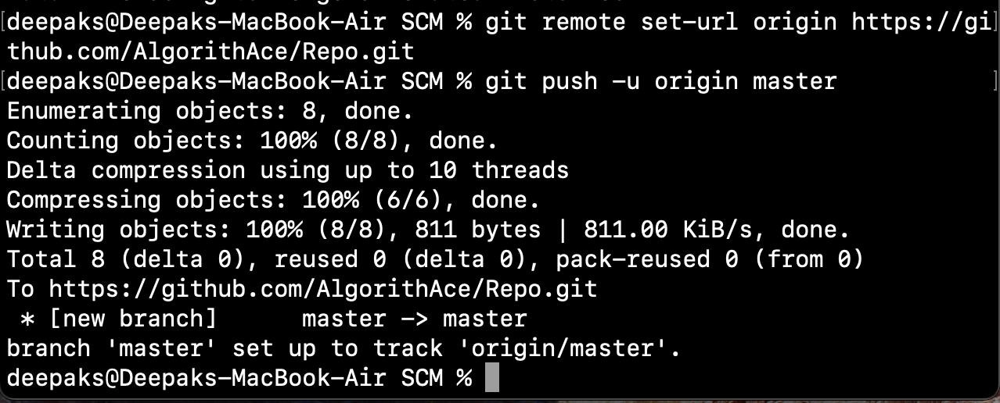 deepaks@Deepaks-MacBook-Air SCM % git remote set-url origin https://gi
thub.com/AlgorithAce/Repo.git
deepaks@Deepaks-MacBook-Air SCM % git push -u origin master
Enumerating objects: 8, done.
Counting objects: 100% (8/8), done.
Delta compression using up to 10 threads
Compressing objects: 100% (6/6), done.
Writing objects: 100% (8/8), 811 bytes | 811.00 KiB/s, done.
Total 8 (delta 0), reused 0 (delta 0), pack-reused 0 (from 0)
To https://github.com/AlgorithAce/Repo.git
 * [new branch]      master -> master
branch 'master' set up to track 'origin/master'.
deepaks@Deepaks-MacBook-Air SCM %